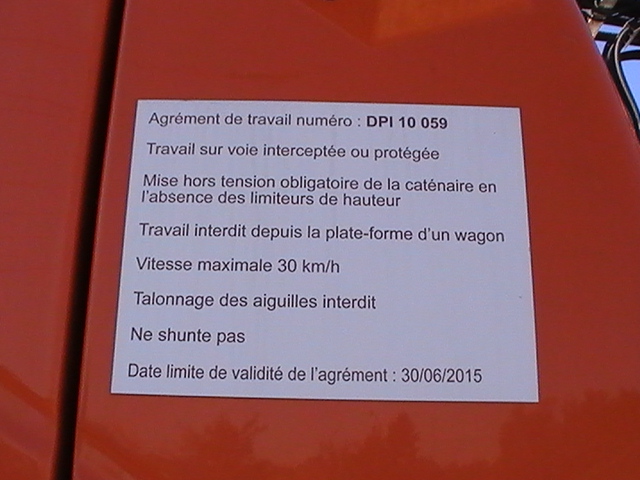 Agrément de travail numéro : DPI 10 059
Travail sur voie interceptée ou protégée
Mise hors tension obligatoire de la caténaire en
l'absence des limiteurs de hauteur
Travail interdit depuis la plate-forme d'un wagon
Vitesse maximale 30 km/h
Talonnage des aiguilles interdit
Ne shunte pas
Date limite de validité de l'agrément : 30/06/2015